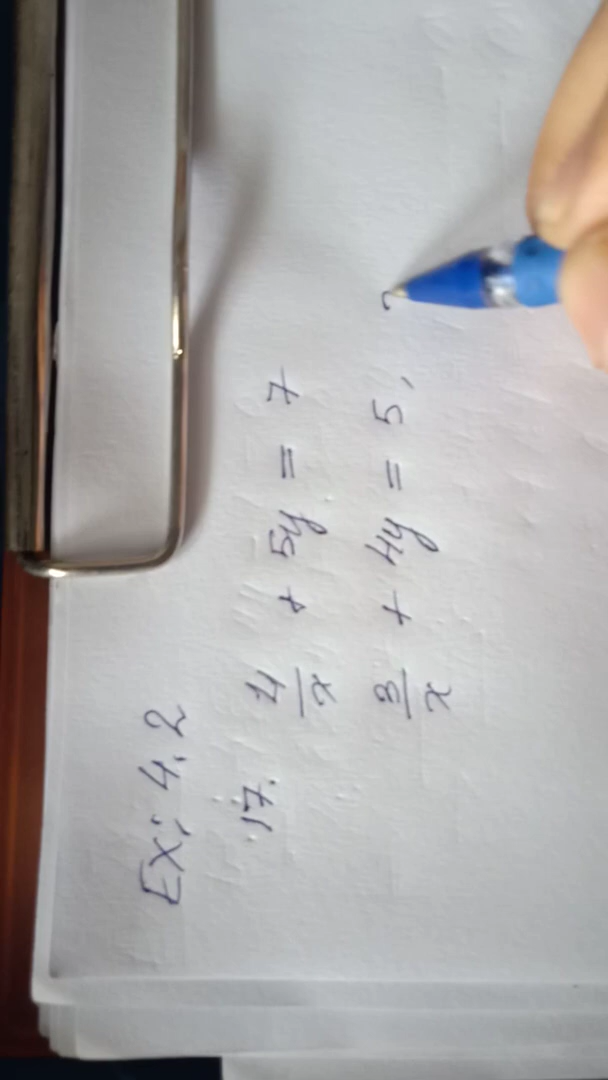 Ex: 4.2
17. 4/x + 5y = 7
3/x + 4y = 5,